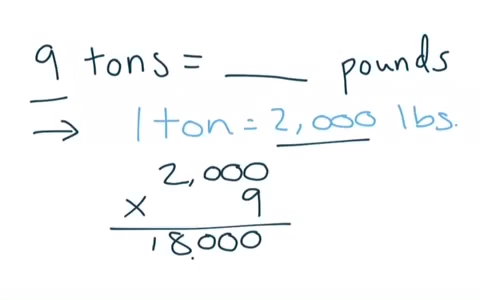 9 tons = ___ pounds
→ 1 ton = 2,000 lbs.
2,000
× 9
18,000